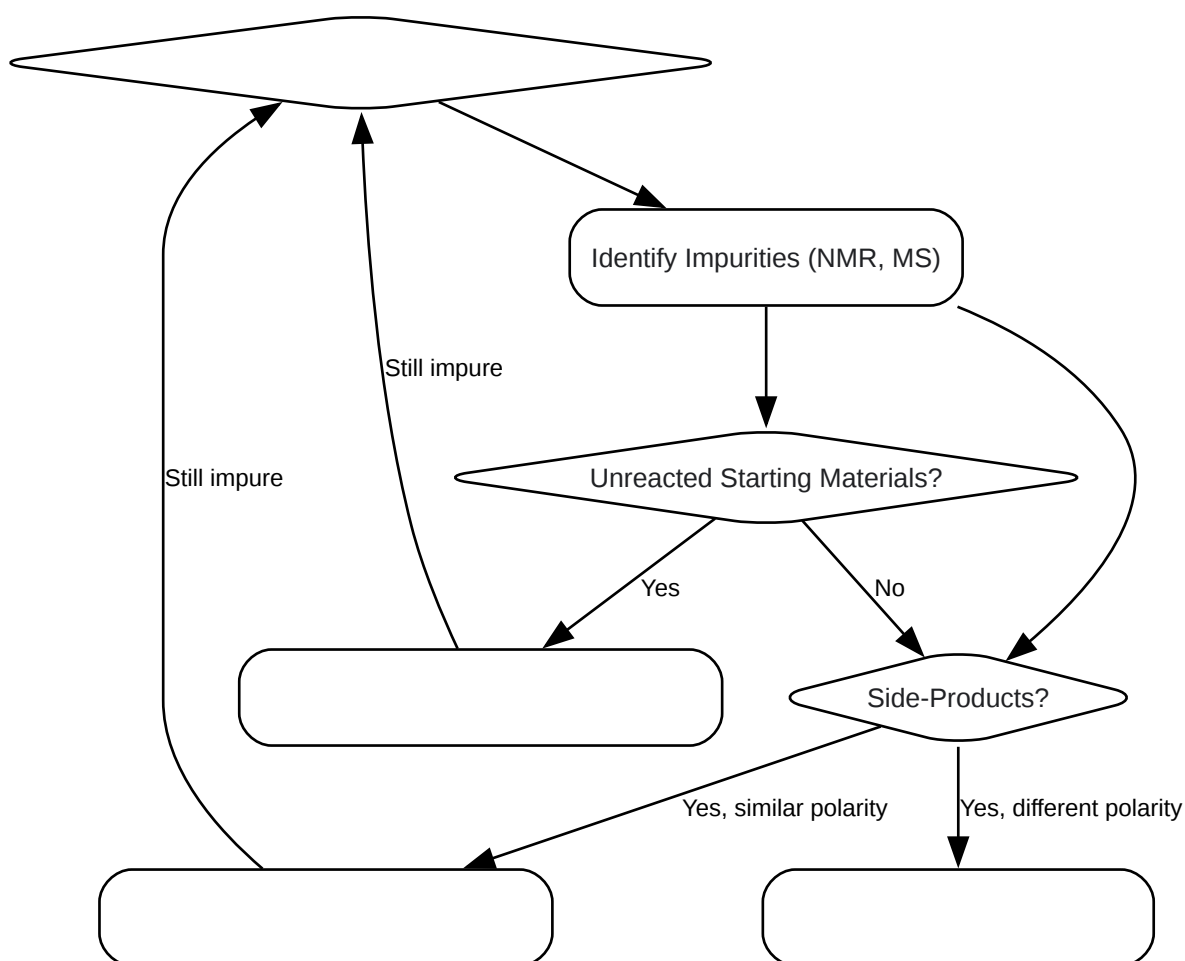 Identify Impurities (NMR, MS)
Still impure
Still impure
Unreacted Starting Materials?
Yes
No
Side-Products?
Yes, similar polarity
Yes, different polarity